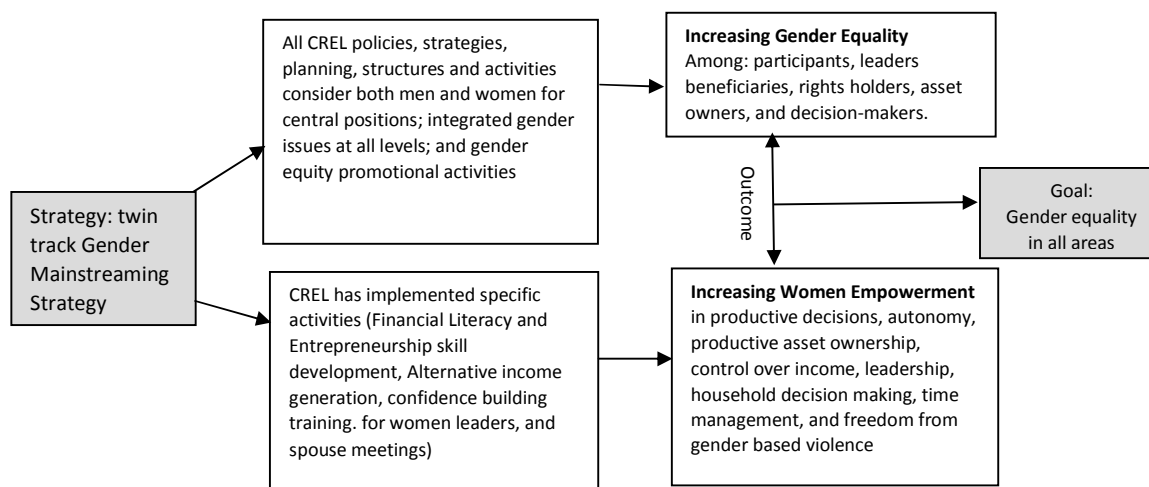 Strategy: twin
track Gender
Mainstreaming
Strategy
All CREL policies, strategies,
planning, structures and activities
consider both men and women for
central positions; integrated gender
issues at all levels; and gender
equity promotional activities
CREL has implemented specific
activities (Financial Literacy and
Entrepreneurship skill
development, Alternative income
generation, confidence building
training. for women leaders, and
spouse meetings)
Increasing Gender Equality
Among: participants, leaders
beneficiaries, rights holders, asset
owners, and decision-makers.
Outcome
Increasing Women Empowerment
in productive decisions, autonomy,
productive asset ownership,
control over income, leadership,
household decision making, time
management, and freedom from
gender based violence
Goal:
Gender equality
in all areas